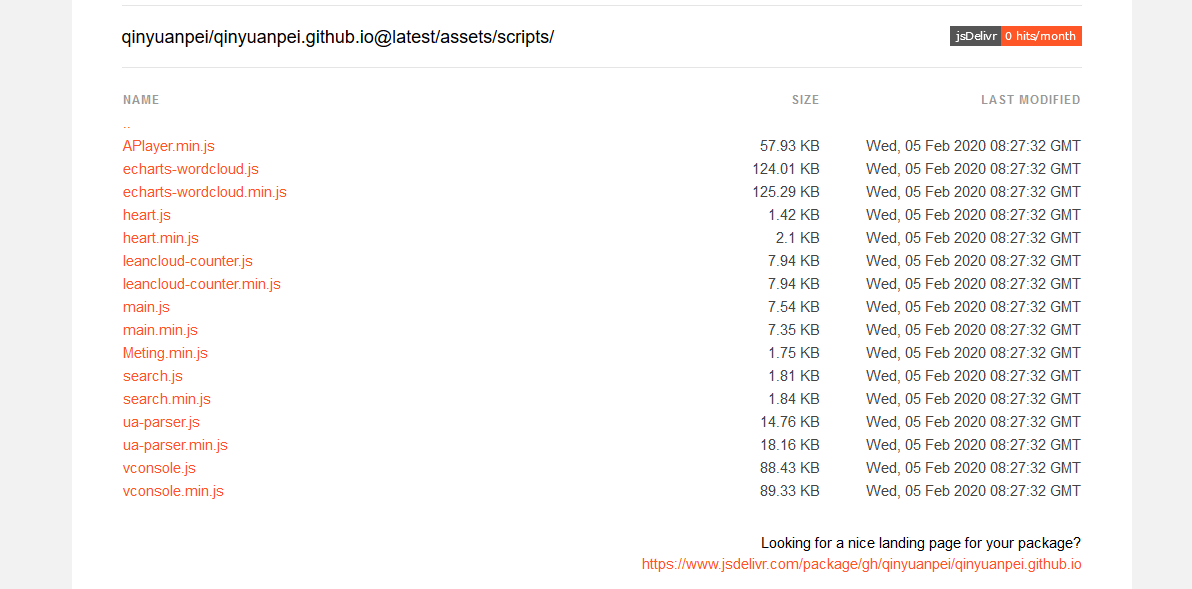 qinyuanpei/qinyuanpei.github.io@latest/assets/scripts/ jsDelivr 0 hits/month
NAME SIZE LAST MODIFIED
..
APlayer.min.js 57.93 KB Wed, 05 Feb 2020 08:27:32 GMT
echarts-wordcloud.js 124.01 KB Wed, 05 Feb 2020 08:27:32 GMT
echarts-wordcloud.min.js 125.29 KB Wed, 05 Feb 2020 08:27:32 GMT
heart.js 1.42 KB Wed, 05 Feb 2020 08:27:32 GMT
heart.min.js 2.1 KB Wed, 05 Feb 2020 08:27:32 GMT
leancloud-counter.js 7.94 KB Wed, 05 Feb 2020 08:27:32 GMT
leancloud-counter.min.js 7.94 KB Wed, 05 Feb 2020 08:27:32 GMT
main.js 7.54 KB Wed, 05 Feb 2020 08:27:32 GMT
main.min.js 7.35 KB Wed, 05 Feb 2020 08:27:32 GMT
Meting.min.js 1.75 KB Wed, 05 Feb 2020 08:27:32 GMT
search.js 1.81 KB Wed, 05 Feb 2020 08:27:32 GMT
search.min.js 1.84 KB Wed, 05 Feb 2020 08:27:32 GMT
ua-parser.js 14.76 KB Wed, 05 Feb 2020 08:27:32 GMT
ua-parser.min.js 18.16 KB Wed, 05 Feb 2020 08:27:32 GMT
vconsole.js 88.43 KB Wed, 05 Feb 2020 08:27:32 GMT
vconsole.min.js 89.33 KB Wed, 05 Feb 2020 08:27:32 GMT
Looking for a nice landing page for your package?
https://www.jsdelivr.com/package/gh/qinyuanpei/qinyuanpei.github.io